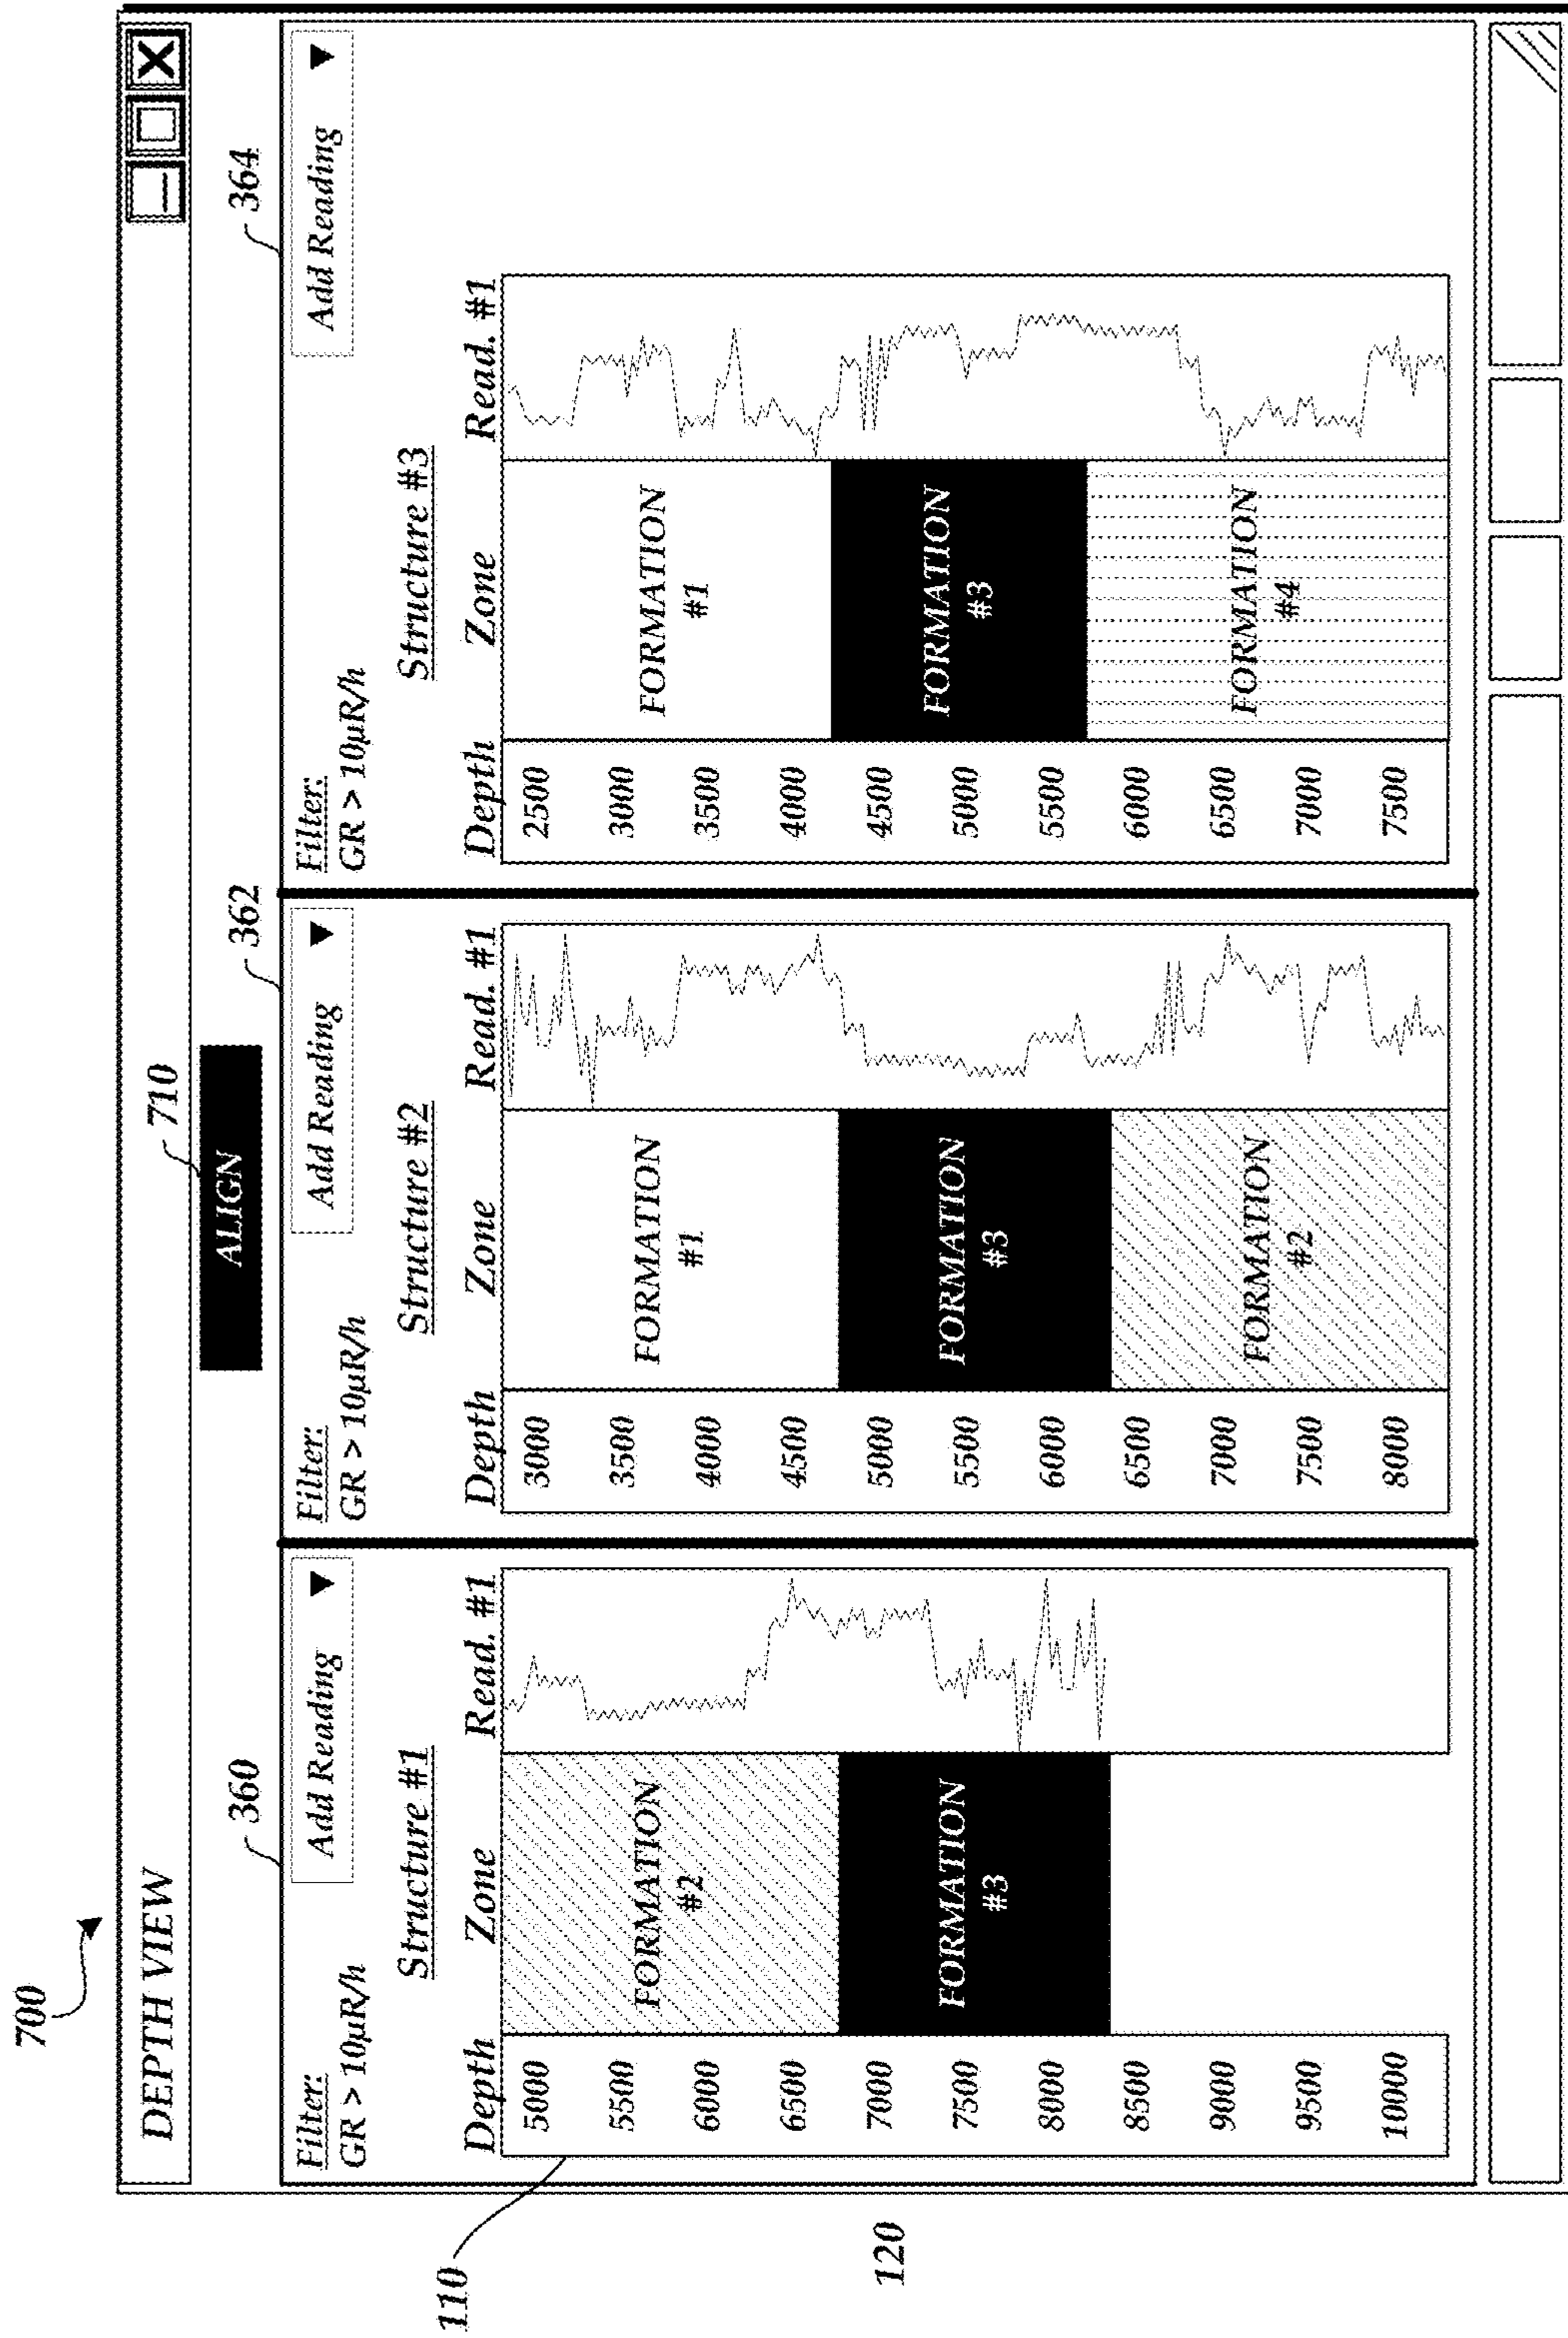 700
DEPTH VIEW
710
ALIGN
360
362
364
Filter:
GR > 10µR/h
Add Reading
Structure #1
Depth
Zone
Read. #1
110
120
5000
5500
6000
6500
7000
7500
8000
8500
9000
9500
10000
FORMATION
#2
FORMATION
#3
Filter:
GR > 10µR/h
Add Reading
Structure #2
Depth
Zone
Read. #1
3000
3500
4000
4500
5000
5500
6000
6500
7000
7500
8000
FORMATION
#1
FORMATION
#3
FORMATION
#2
Filter:
GR > 10µR/h
Add Reading
Structure #3
Depth
Zone
Read. #1
2500
3000
3500
4000
4500
5000
5500
6000
6500
7000
7500
FORMATION
#1
FORMATION
#3
FORMATION
#4